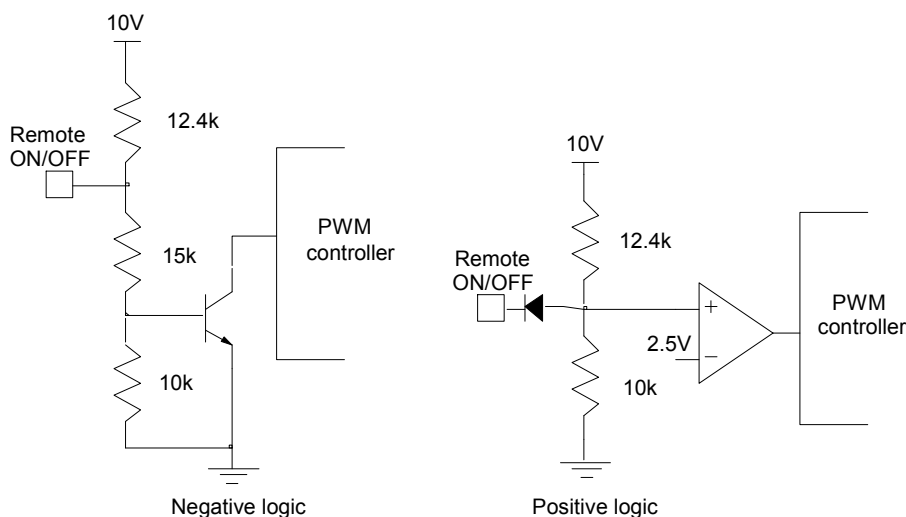 10V
12.4k
Remote
ON/OFF
15k
PWM
controller
10k
Negative logic
10V
12.4k
Remote
ON/OFF
+
2.5V
−
PWM
controller
10k
Positive logic